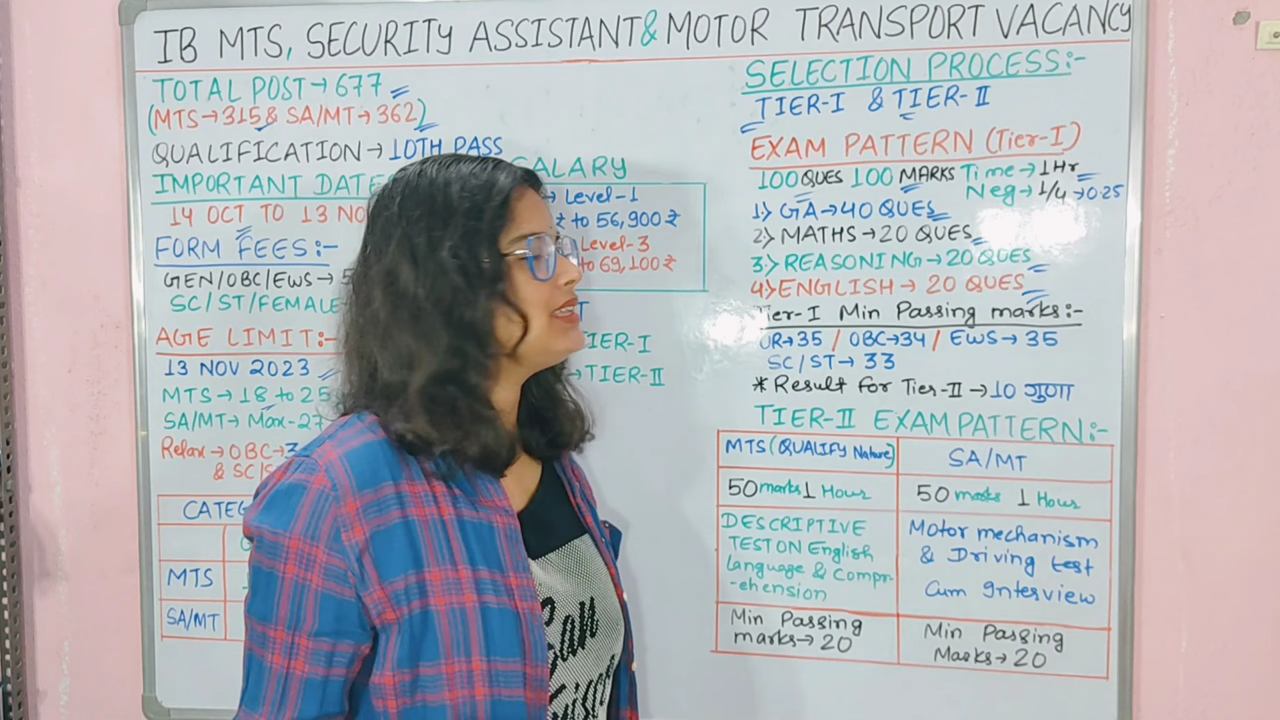 IB MTS, SECURITY ASSISTANT & MOTOR TRANSPORT VACANCY
TOTAL POST → 677
(MTS → 315 & SA/MT → 362)
QUALIFICATION → 10TH PASS
IMPORTANT DATE
14 OCT TO 13 NO
FORM FEES:-
GEN/OBC/EWS → 5
SC/ST/FEMALE
AGE LIMIT:-
13 NOV 2023
MTS → 18 to 25
SA/MT → Max-27
Relax → OBC → 3
& SC/S
CATEG
MTS
SA/MT
SALARY
→ Level-1
₹ to 56,900 ₹
Level-3
to 69,100 ₹
TIER-I
→ TIER-II
SELECTION PROCESS:-
TIER-I & TIER-II
EXAM PATTERN (Tier-I)
100 QUES 100 MARKS Time → 1Hr
Neg → 1/4 → 0.25
1) GA → 40 QUES
2) MATHS → 20 QUES
3) REASONING → 20 QUES
4) ENGLISH → 20 QUES
Tier-I Min Passing marks:-
UR → 35 / OBC → 34 / EWS → 35
SC/ST → 33
* Result for Tier-II → 10 गुणा
TIER-II EXAM PATTERN:-
MTS (QUALIFY Nature) SA/MT
50 marks 1 Hour 50 marks 1 Hour
DESCRIPTIVE
TEST ON English
language & Compr-
-ehension
Motor mechanism
& Driving test
Cum Interview
Min Passing
marks → 20
Min Passing
Marks → 20